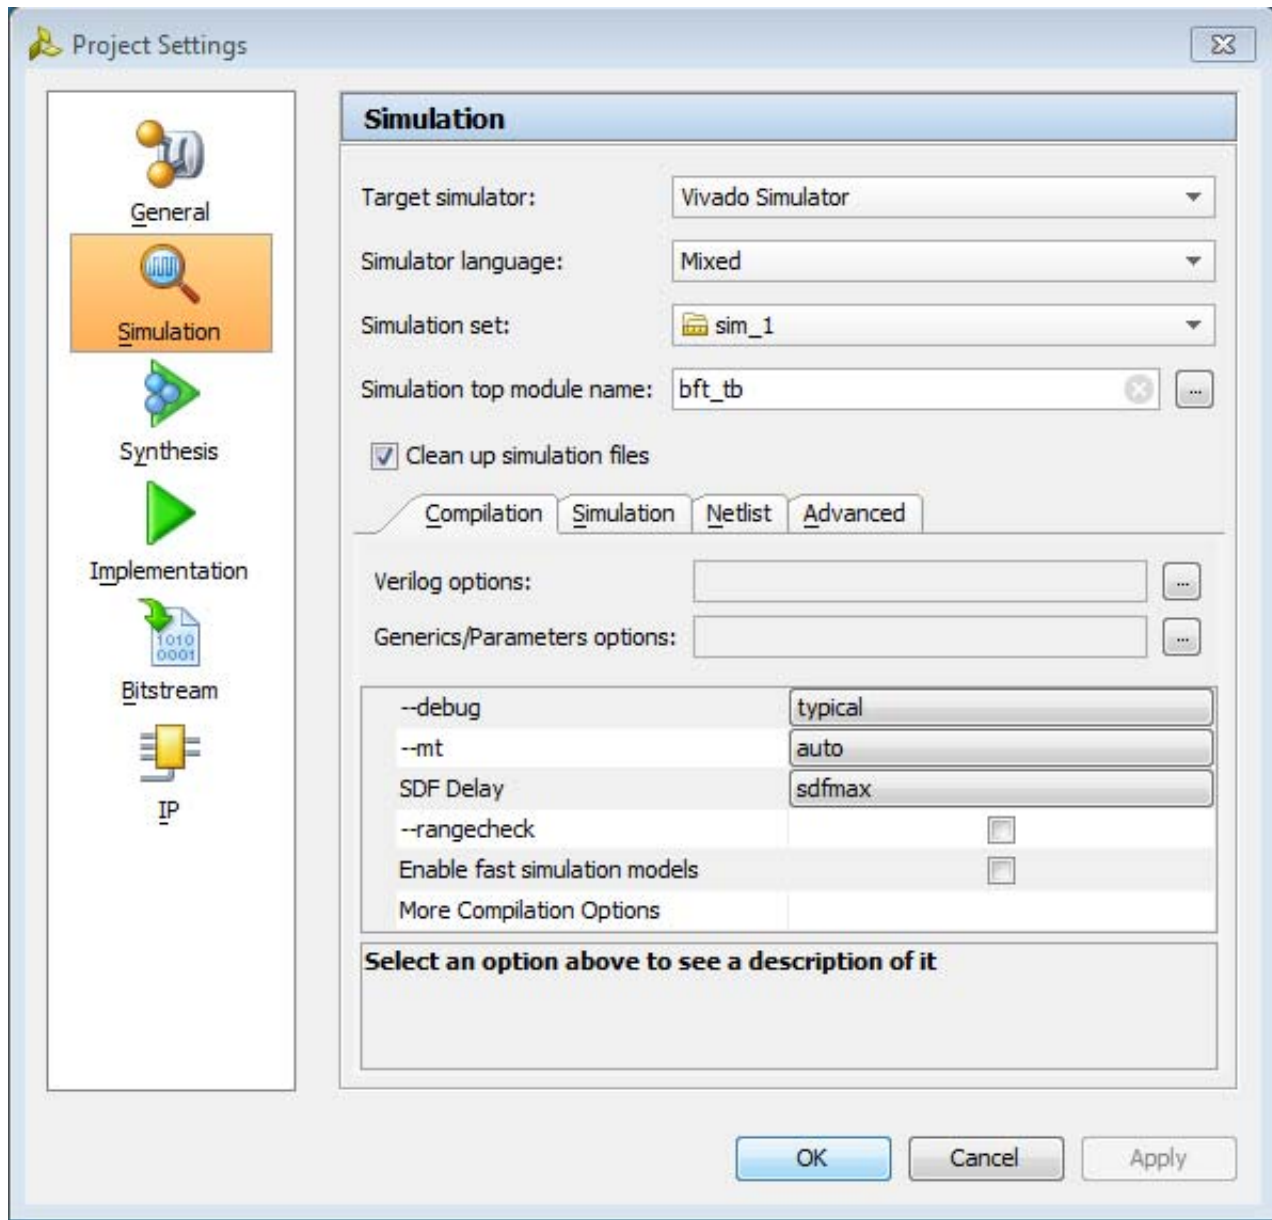 Project Settings
General
Simulation
Synthesis
Implementation
1010
0001
Bitstream
IP
Simulation
Target simulator: Vivado Simulator
Simulator language: Mixed
Simulation set: sim_1
Simulation top module name: bft_tb ...
Clean up simulation files
Compilation Simulation Netlist Advanced
Verilog options: ...
Generics/Parameters options: ...
--debug typical
--mt auto
SDF Delay sdfmax
--rangecheck
Enable fast simulation models
More Compilation Options
Select an option above to see a description of it
OK Cancel Apply